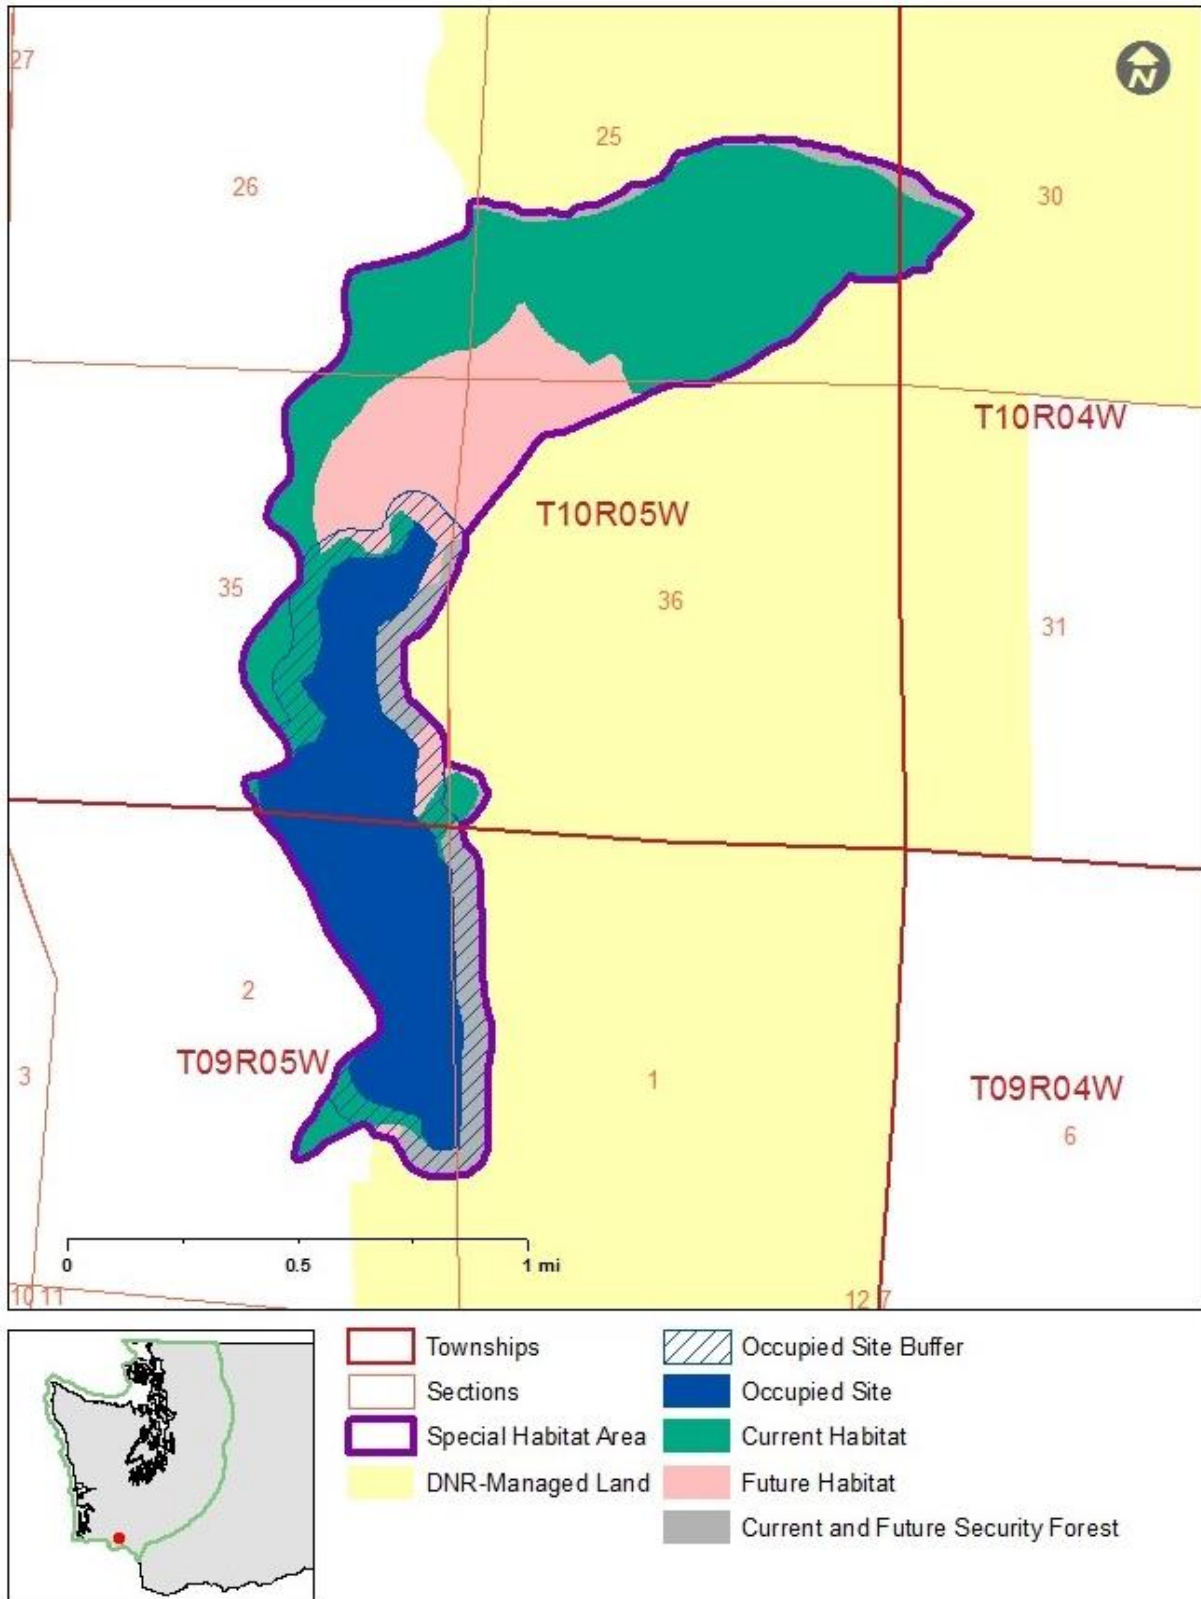 27
N
25
26
30
T10R04W
T10R05W
35
36
31
2
T09R05W
3
1
T09R04W
6
0
0.5
1 mi
10 11
12 7
Townships
Occupied Site Buffer
Sections
Occupied Site
Special Habitat Area
Current Habitat
DNR-Managed Land
Future Habitat
Current and Future Security Forest